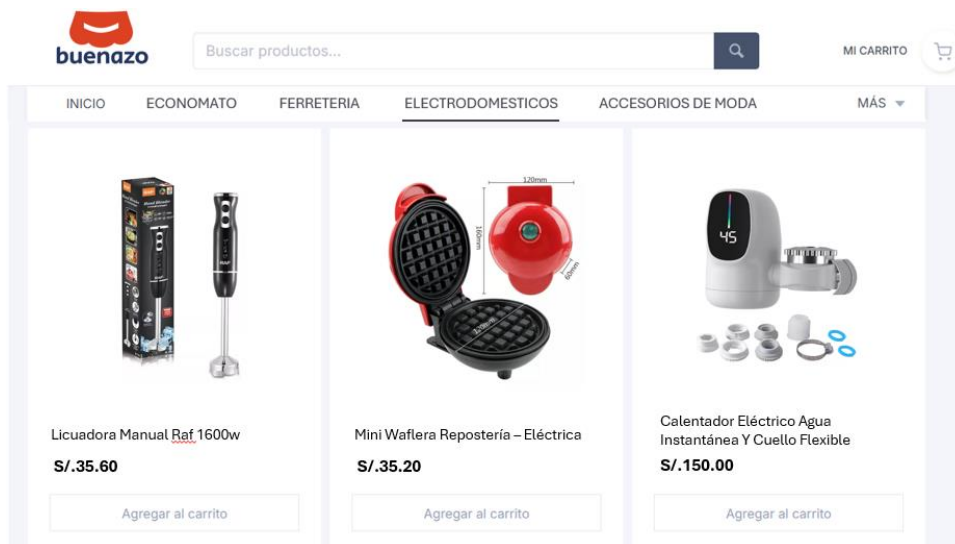 buenazo
Buscar productos...
MI CARRITO
INICIO ECONOMATO FERRETERIA ELECTRODOMESTICOS ACCESORIOS DE MODA MÁS
120mm
160mm
60mm
45
Licuadora Manual Raf 1600w
Mini Waflera Repostería – Eléctrica
Calentador Eléctrico Agua
Instantánea Y Cuello Flexible
S/.35.60
S/.35.20
S/.150.00
Agregar al carrito
Agregar al carrito
Agregar al carrito